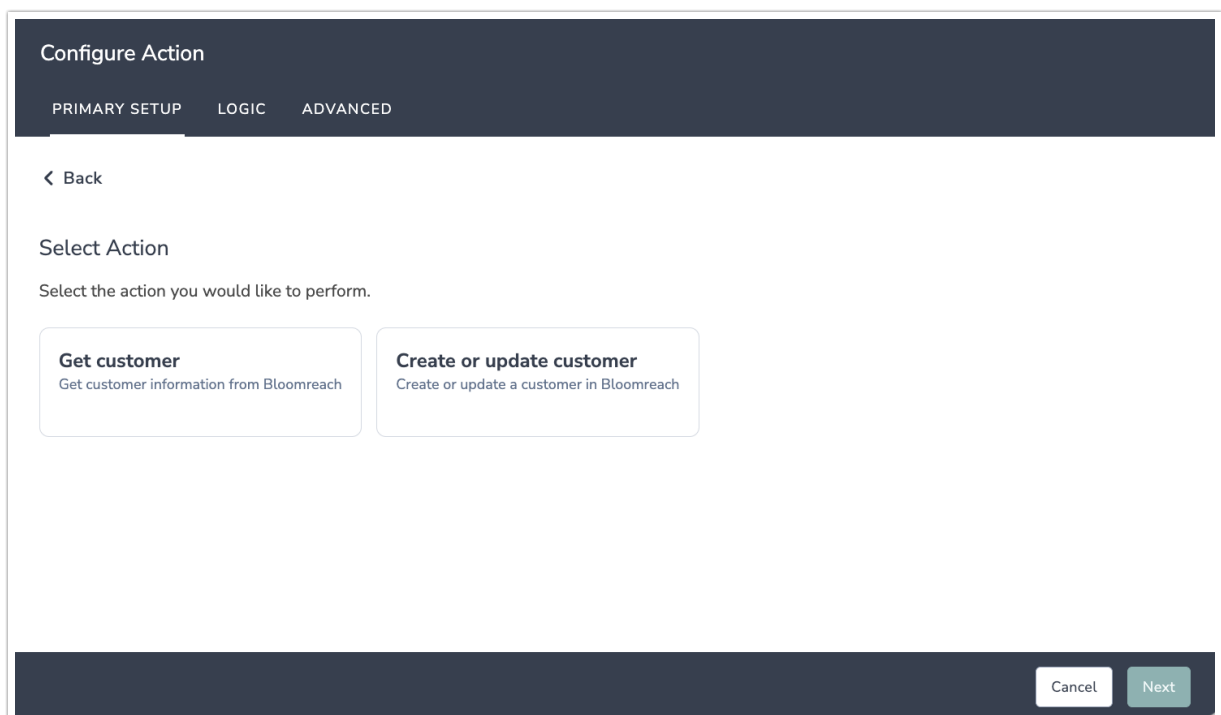 Configure Action
PRIMARY SETUP LOGIC ADVANCED
Back
Select Action
Select the action you would like to perform.
Get customer
Get customer information from Bloomreach
Create or update customer
Create or update a customer in Bloomreach
Cancel Next